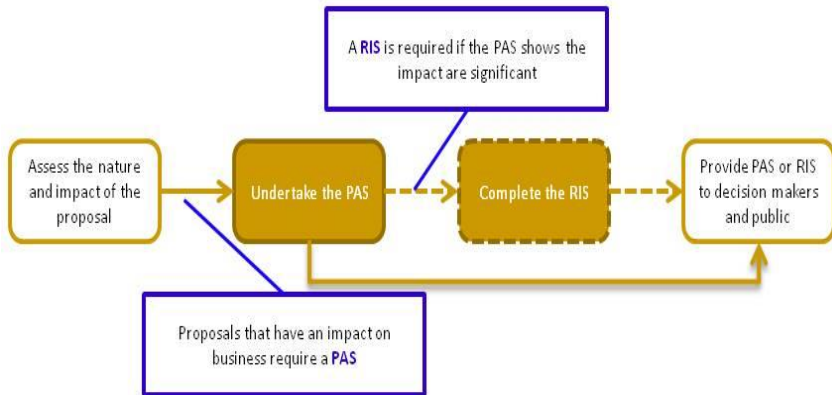 A RIS is required if the PAS shows the
impact are significant
Assess the nature
and impact of the
proposal
Undertake the PAS
Complete the RIS
Provide PAS or RIS
to decision makers
and public
Proposals that have an impact on
business require a PAS